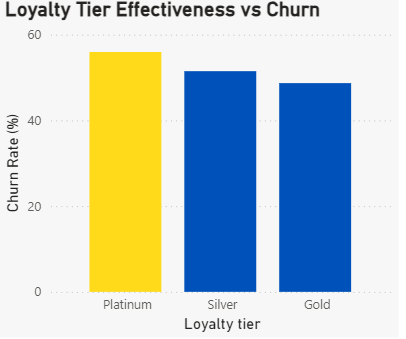 Loyalty Tier Effectiveness vs Churn
60
40
20
0
Churn Rate (%)
Platinum Silver Gold
Loyalty tier